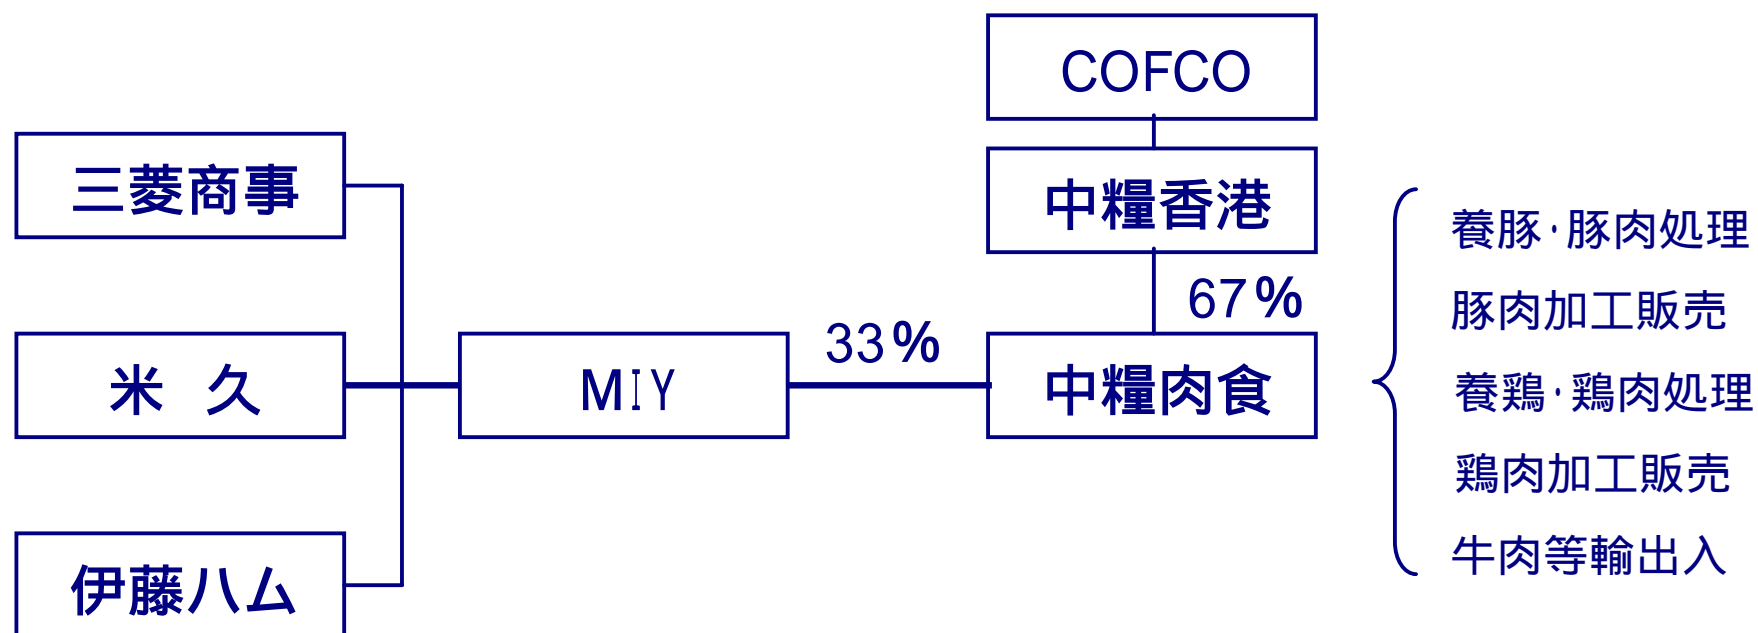 COFCO
三菱商事
中糧香港
67%
米 久
MIY
33%
中糧肉食
伊藤ハム
養豚・豚肉処理
豚肉加工販売
養鶏・鶏肉処理
鶏肉加工販売
牛肉等輸出入